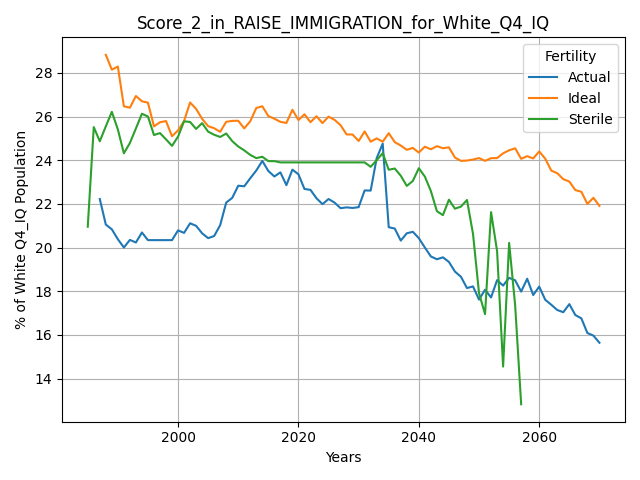 Score_2_in_RAISE_IMMIGRATION_for_White_Q4_IQ
% of White Q4_IQ Population
28
26
24
22
20
18
16
14
Fertility
Actual
Ideal
Sterile
2000 2020 2040 2060
Years